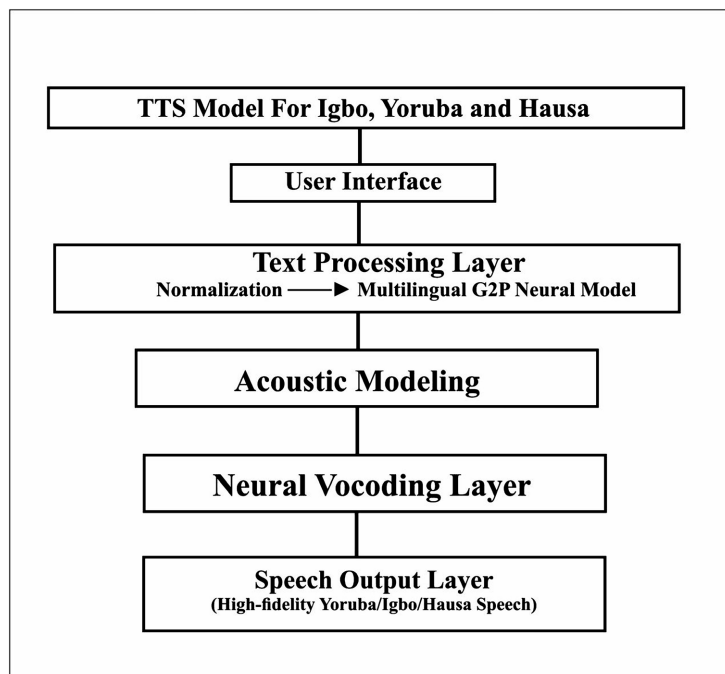 TTS Model For Igbo, Yoruba and Hausa
User Interface
Text Processing Layer
Normalization → Multilingual G2P Neural Model
Acoustic Modeling
Neural Vocoding Layer
Speech Output Layer
(High-fidelity Yoruba/Igbo/Hausa Speech)